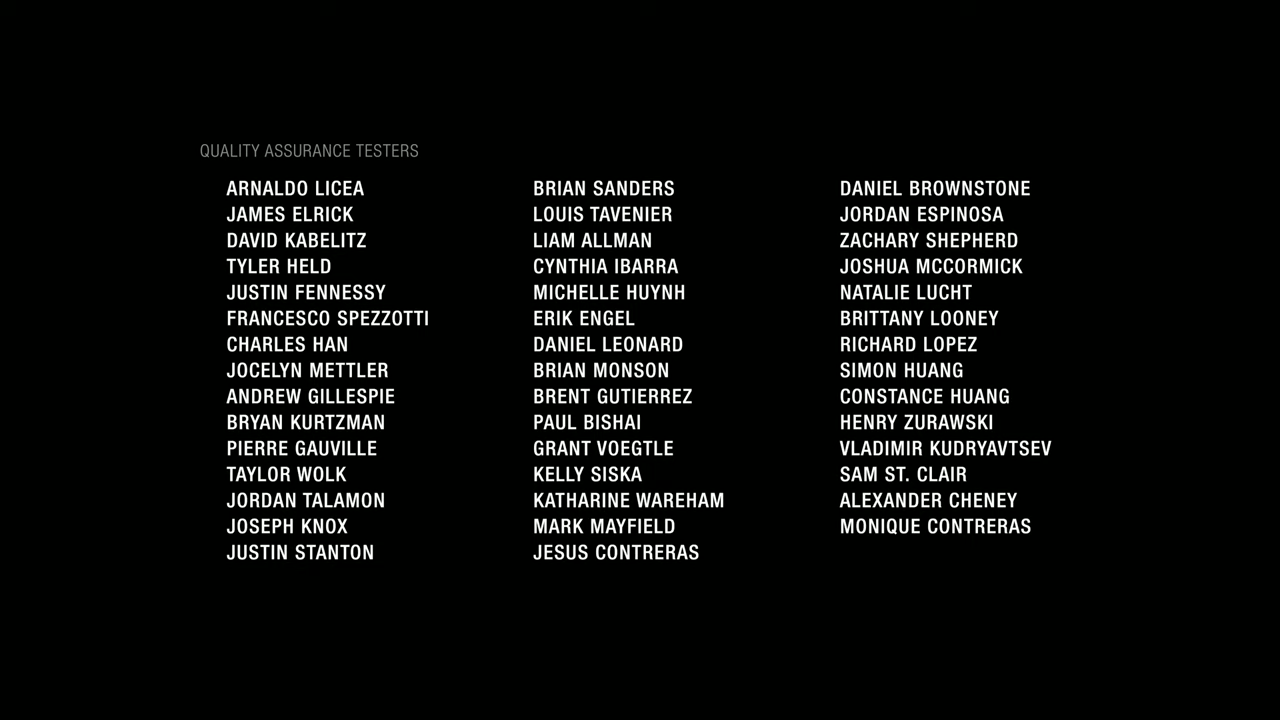 QUALITY ASSURANCE TESTERS
ARNALDO LICEA
JAMES ELRICK
DAVID KABELITZ
TYLER HELD
JUSTIN FENNESSY
FRANCESCO SPEZZOTTI
CHARLES HAN
JOCELYN METTLER
ANDREW GILLESPIE
BRYAN KURTZMAN
PIERRE GAUVILLE
TAYLOR WOLK
JORDAN TALAMON
JOSEPH KNOX
JUSTIN STANTON
BRIAN SANDERS
LOUIS TAVENIER
LIAM ALLMAN
CYNTHIA IBARRA
MICHELLE HUYNH
ERIK ENGEL
DANIEL LEONARD
BRIAN MONSON
BRENT GUTIERREZ
PAUL BISHAI
GRANT VOEGTLE
KELLY SISKA
KATHARINE WAREHAM
MARK MAYFIELD
JESUS CONTRERAS
DANIEL BROWNSTONE
JORDAN ESPINOSA
ZACHARY SHEPHERD
JOSHUA MCCORMICK
NATALIE LUCHT
BRITTANY LOONEY
RICHARD LOPEZ
SIMON HUANG
CONSTANCE HUANG
HENRY ZURAWSKI
VLADIMIR KUDRYAVTSEV
SAM ST. CLAIR
ALEXANDER CHENEY
MONIQUE CONTRERAS